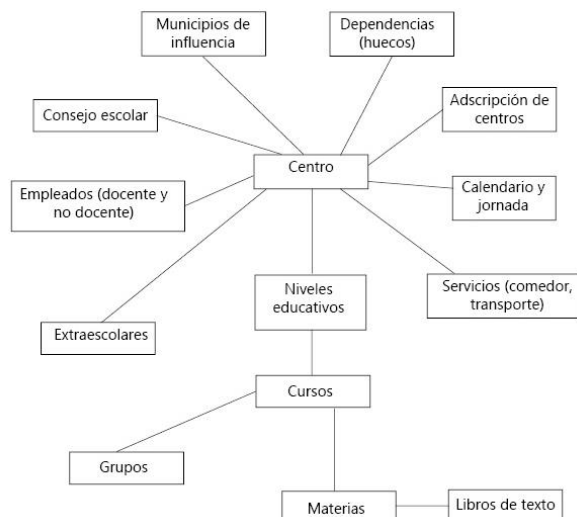 Municipios de
influencia
Dependencias
(huecos)
Consejo escolar
Adscripción de
centros
Centro
Empleados (docente y
no docente)
Calendario y
jornada
Niveles
educativos
Servicios (comedor,
transporte)
Extraescolares
Cursos
Grupos
Materias
Libros de texto